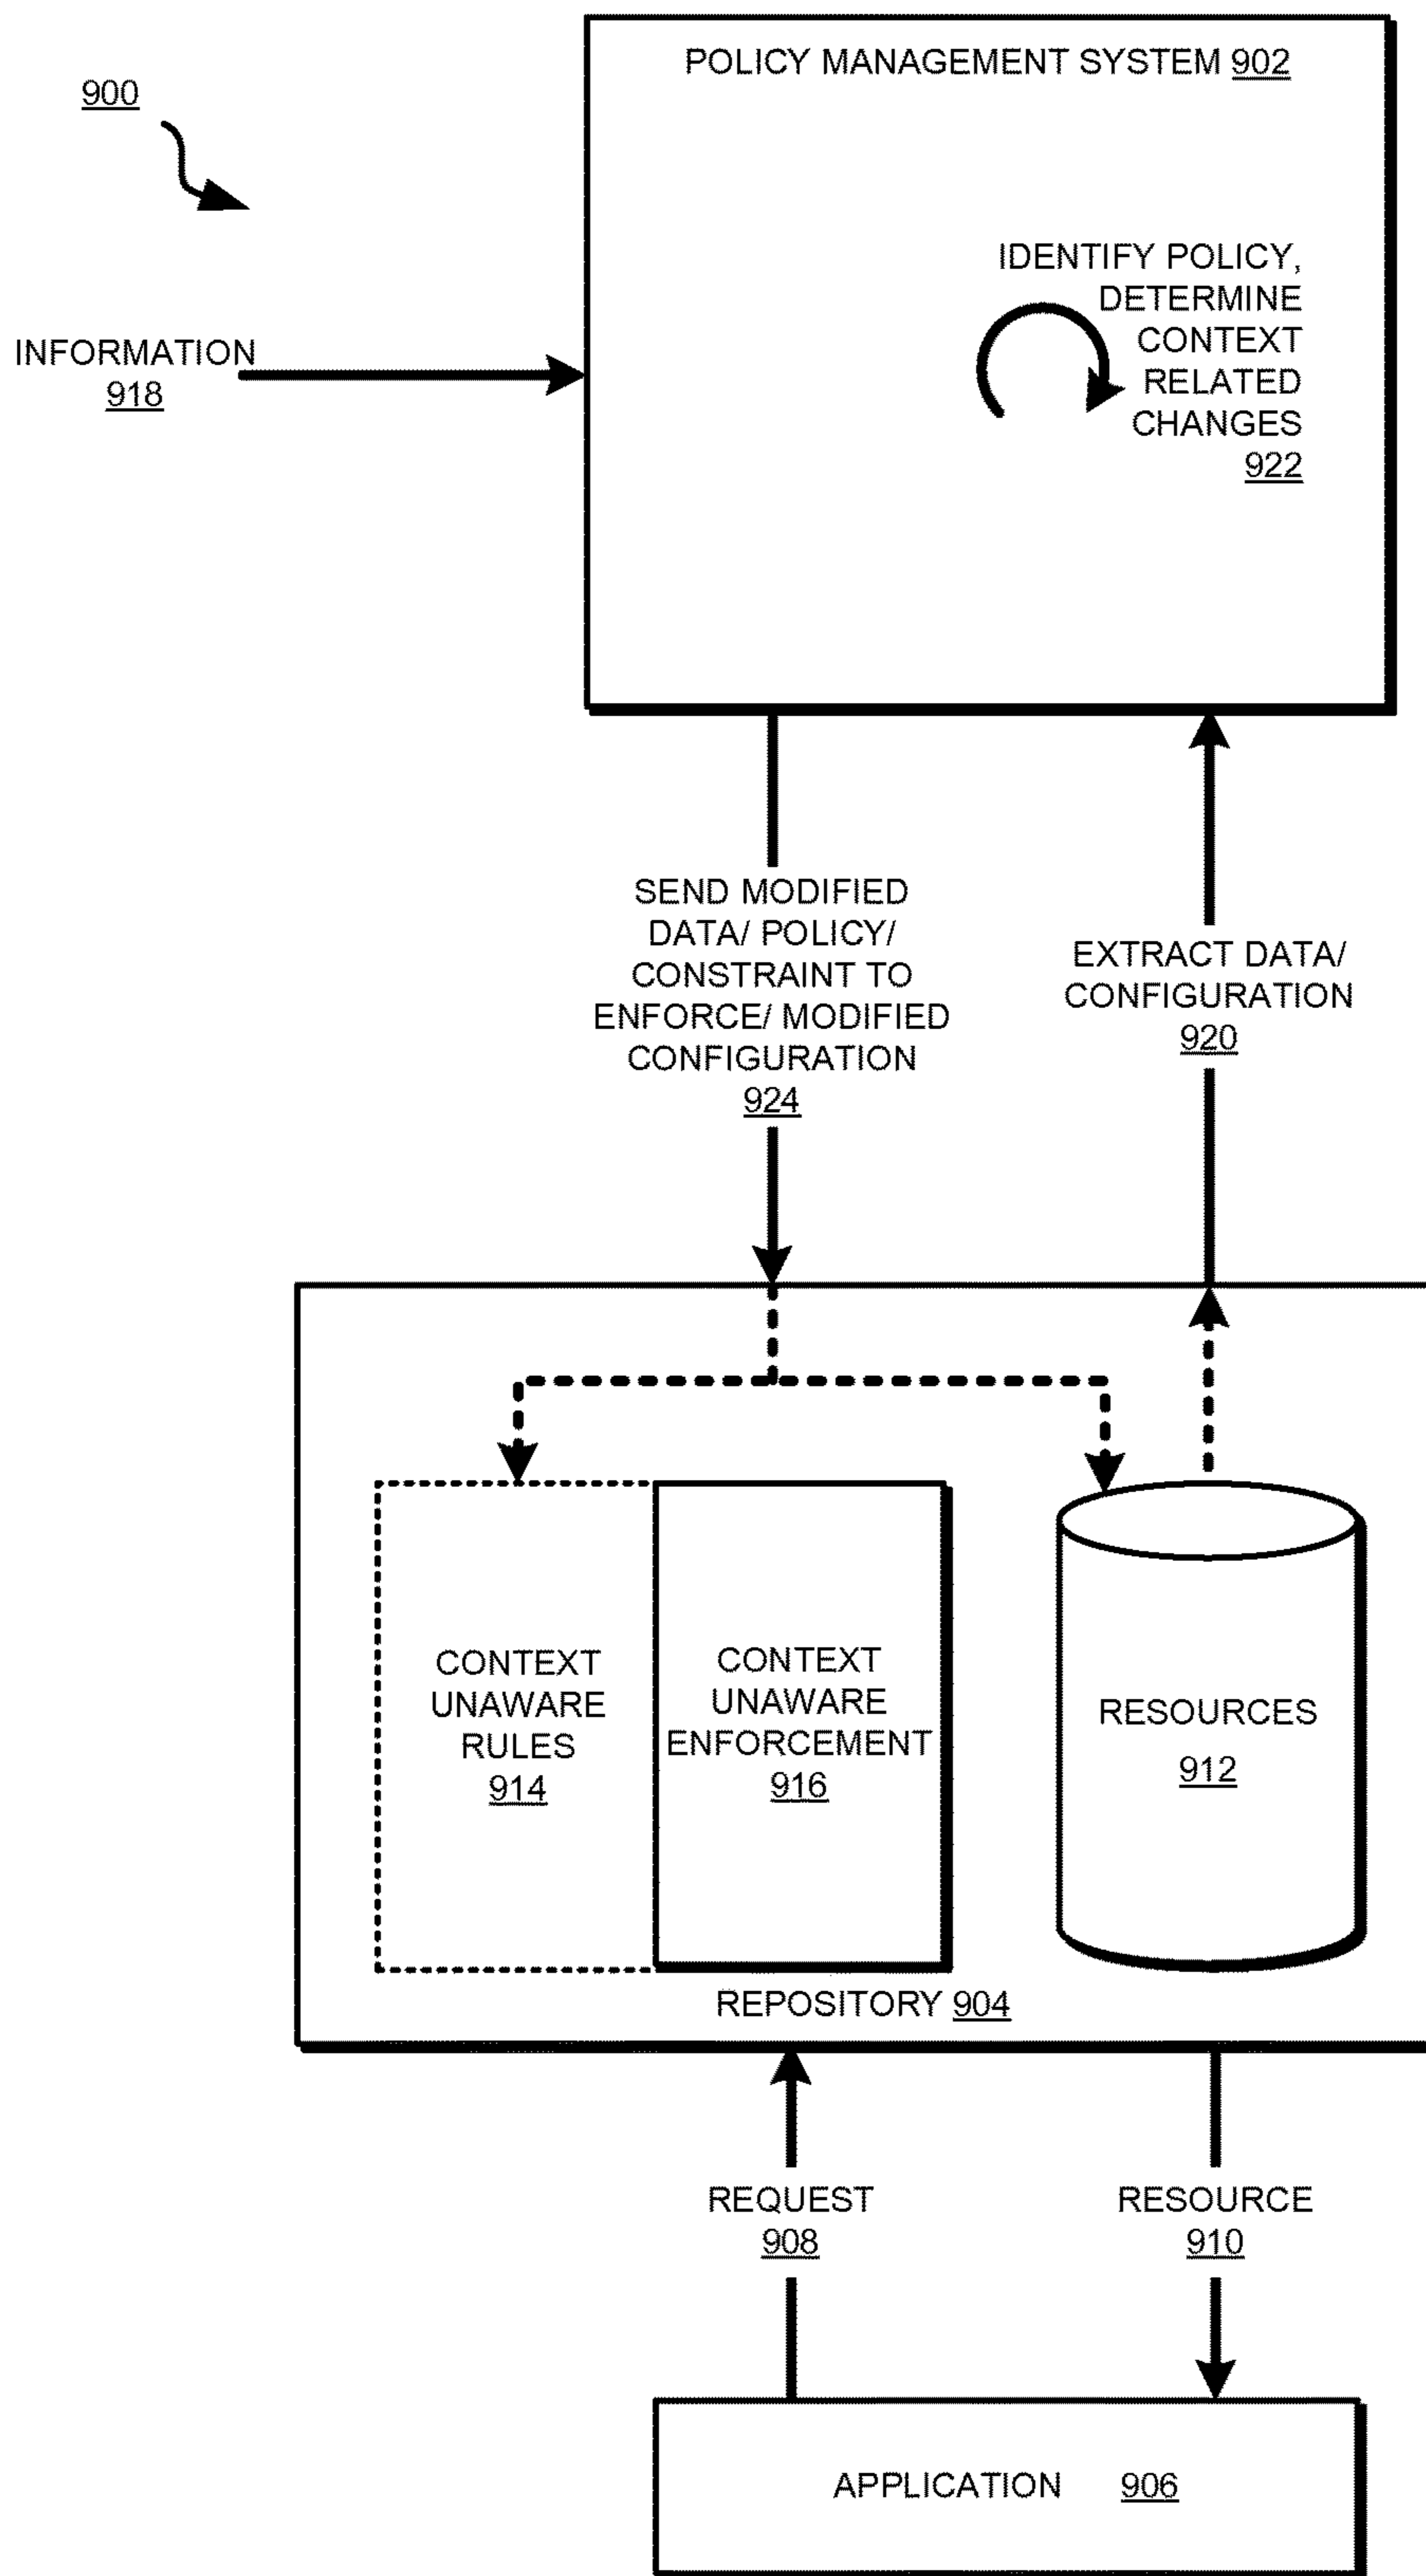 POLICY MANAGEMENT SYSTEM 902
900
IDENTIFY POLICY,
DETERMINE
CONTEXT
RELATED
CHANGES
922
INFORMATION
918
SEND MODIFIED
DATA/ POLICY/
CONSTRAINT TO
ENFORCE/ MODIFIED
CONFIGURATION
924
EXTRACT DATA/
CONFIGURATION
920
CONTEXT
UNAWARE
RULES
914
CONTEXT
UNAWARE
ENFORCEMENT
916
RESOURCES
912
REPOSITORY 904
REQUEST
908
RESOURCE
910
APPLICATION 906